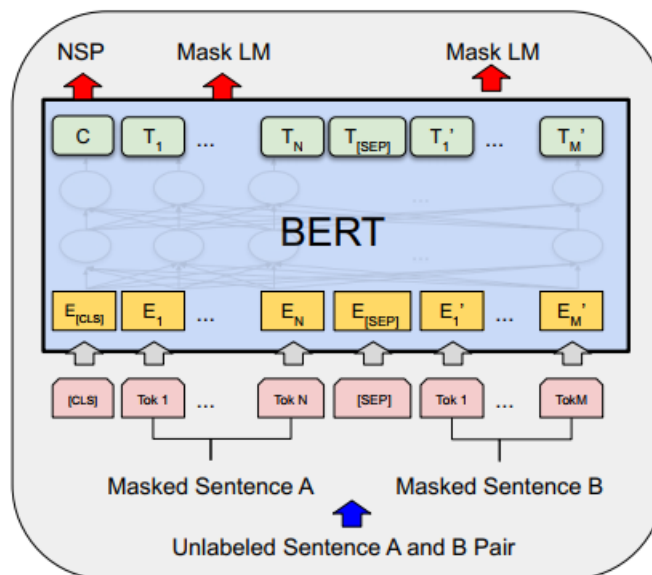 NSP Mask LM Mask LM
C T1 ... TN T[SEP] T1' ... TM'
...
...
BERT
E[CLS] E1 ... EN E[SEP] E1' ... EM'
[CLS] Tok 1 ... Tok N [SEP] Tok 1 ... TokM
Masked Sentence A Masked Sentence B
Unlabeled Sentence A and B Pair